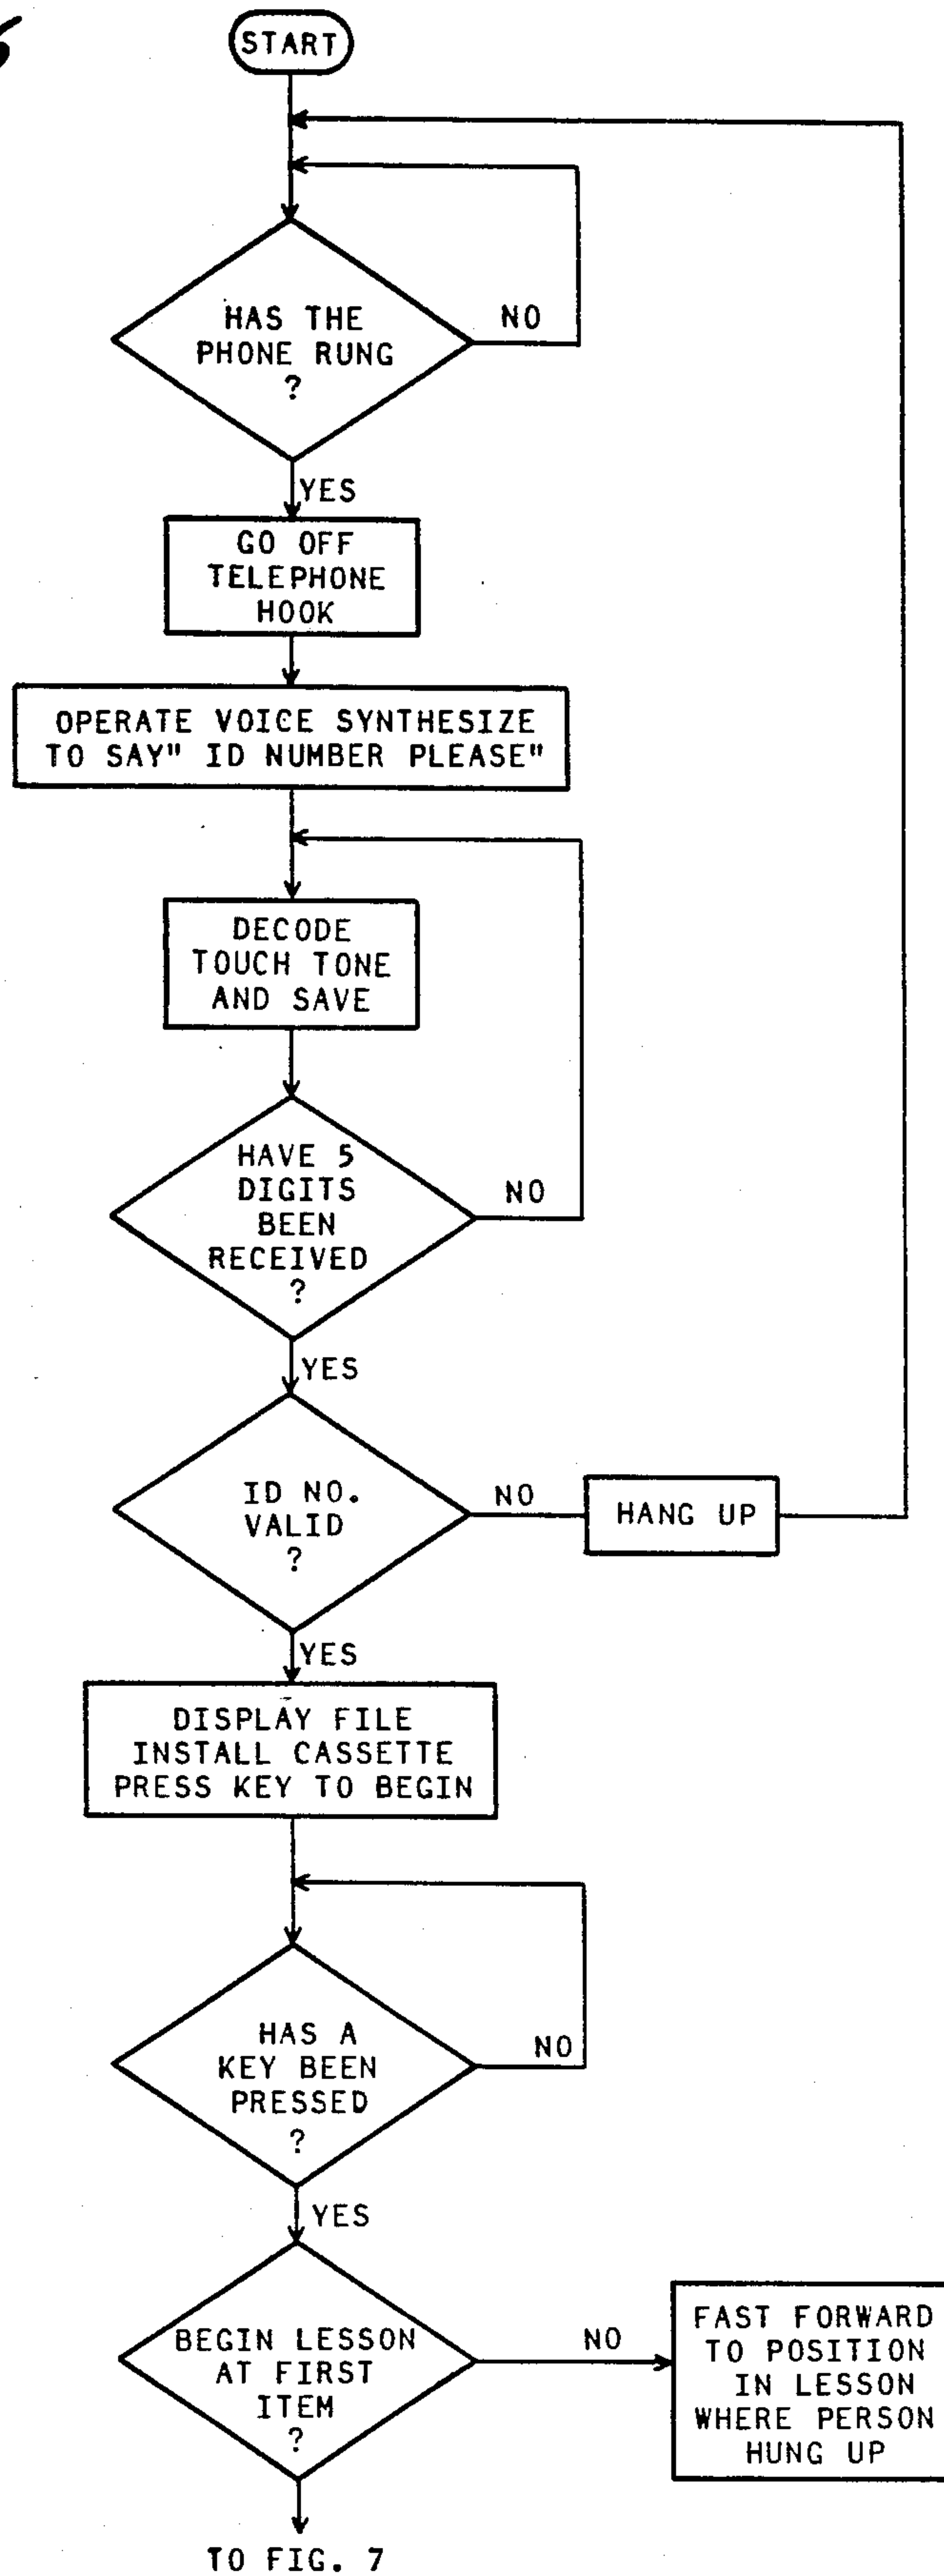 START
HAS THE
PHONE RUNG
?
NO
YES
GO OFF
TELEPHONE
HOOK
OPERATE VOICE SYNTHESIZE
TO SAY" ID NUMBER PLEASE"
DECODE
TOUCH TONE
AND SAVE
HAVE 5
DIGITS
BEEN
RECEIVED
?
NO
YES
ID NO.
VALID
?
NO
HANG UP
YES
DISPLAY FILE
INSTALL CASSETTE
PRESS KEY TO BEGIN
HAS A
KEY BEEN
PRESSED
?
NO
YES
BEGIN LESSON
AT FIRST
ITEM
?
NO
FAST FORWARD
TO POSITION
IN LESSON
WHERE PERSON
HUNG UP
TO FIG. 7